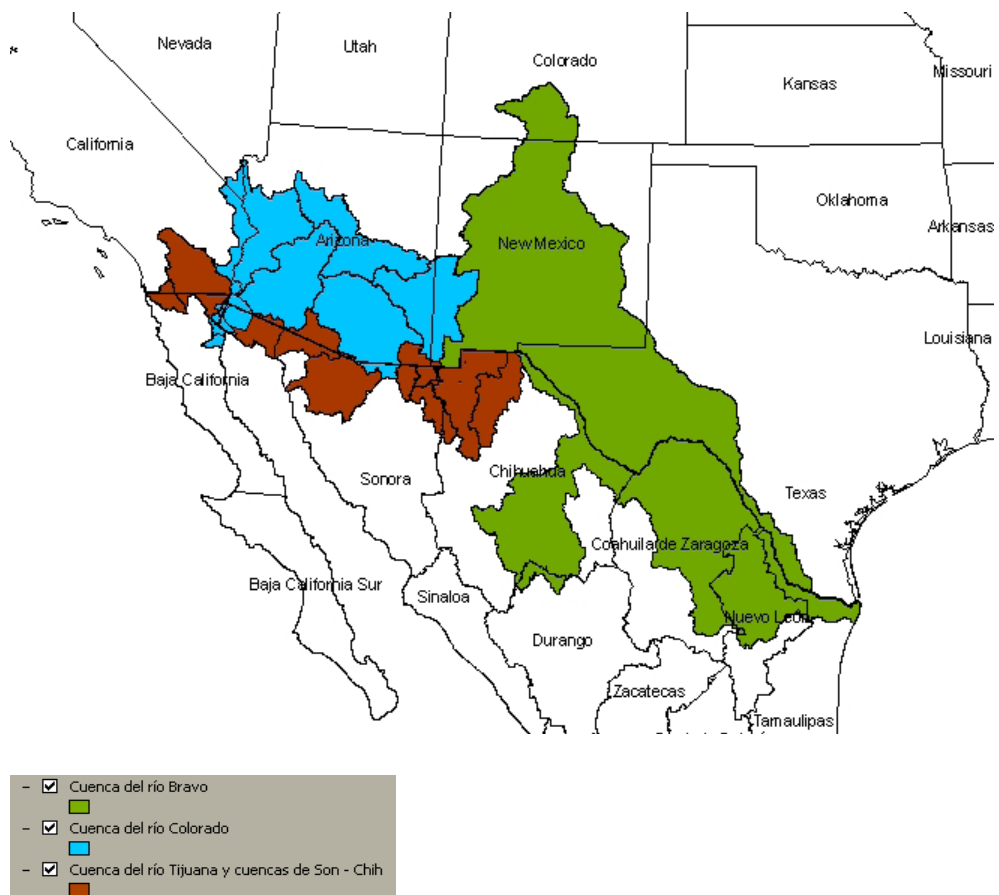 Nevada
Utah
Colorado
Kansas
Missouri
California
Oklahoma
Arizona
New Mexico
Arkansas
Louisiana
Baja California
Sonora
Chihuahua
Texas
Coahuila de Zaragoza
Baja California Sur
Sinaloa
Nuevo León
Durango
Zacatecas
Tamaulipas
Cuenca del río Bravo
Cuenca del río Colorado
Cuenca del río Tijuana y cuencas de Son - Chih